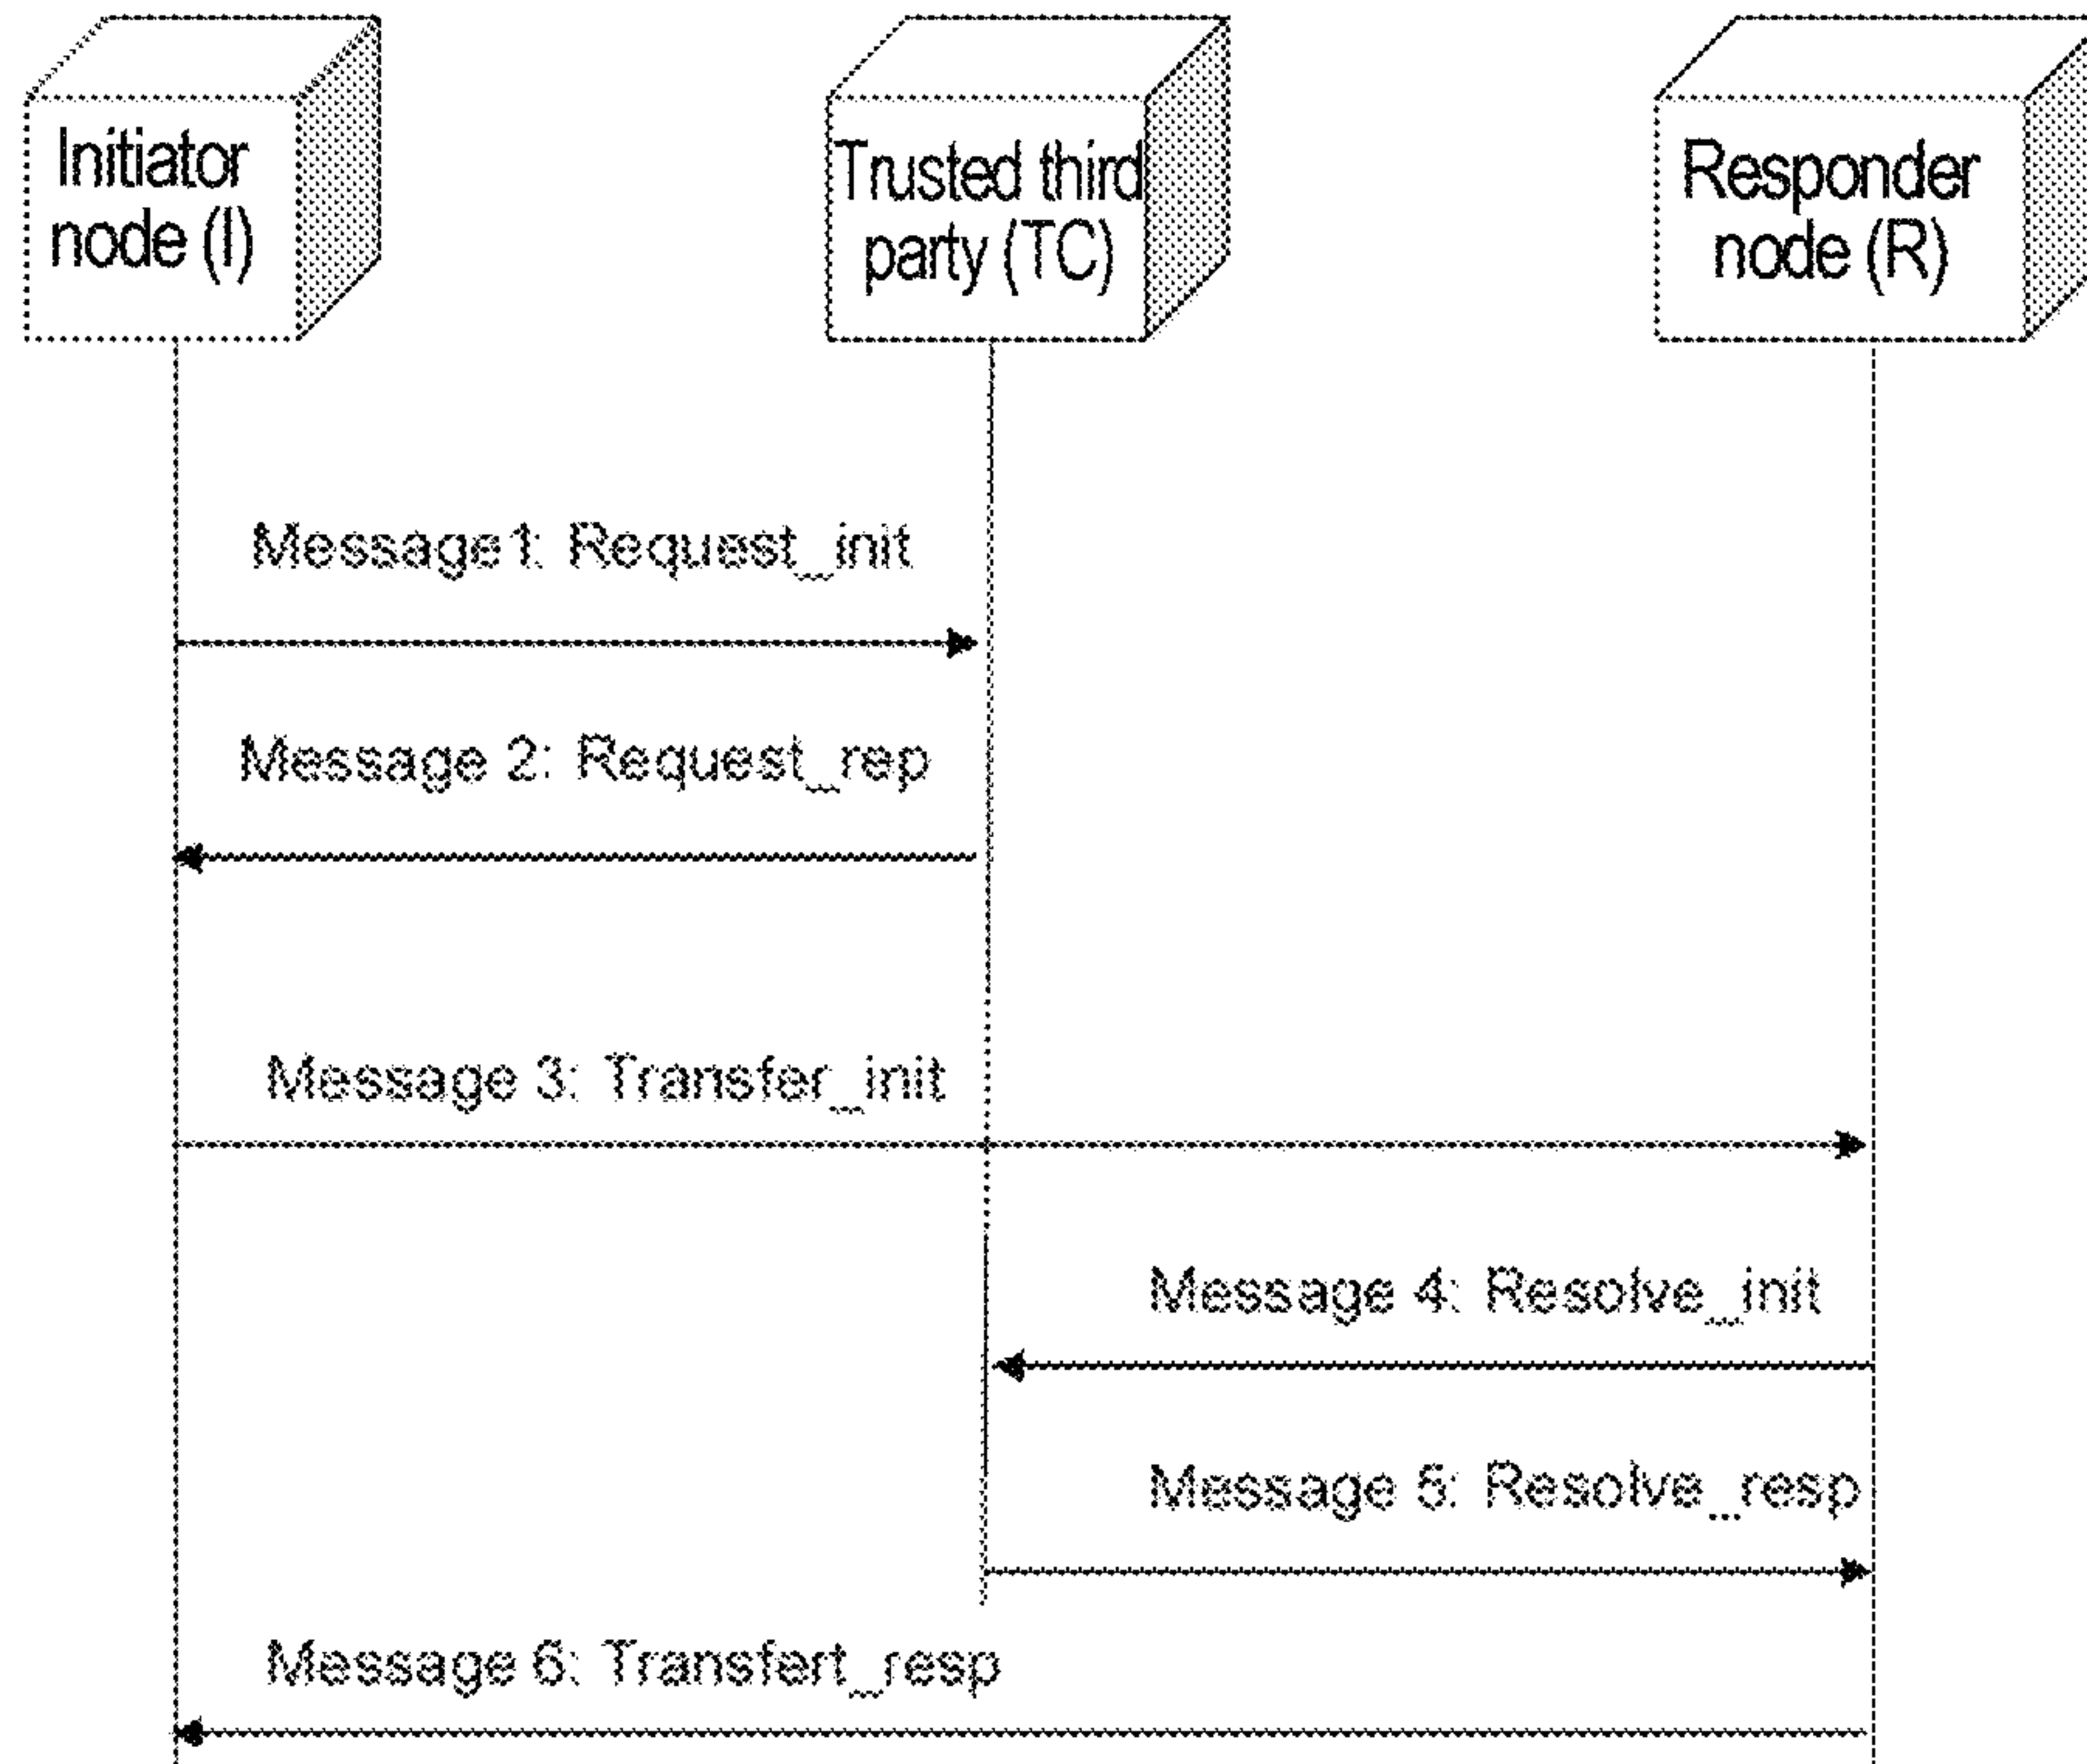 Initiator
node (I)
Trusted third
party (TC)
Responder
node (R)
Message1: Request_init
Message 2: Request_rep
Message 3: Transfer_init
Message 4: Resolve_init
Message 5: Resolve_resp
Message 6: Transfert_resp